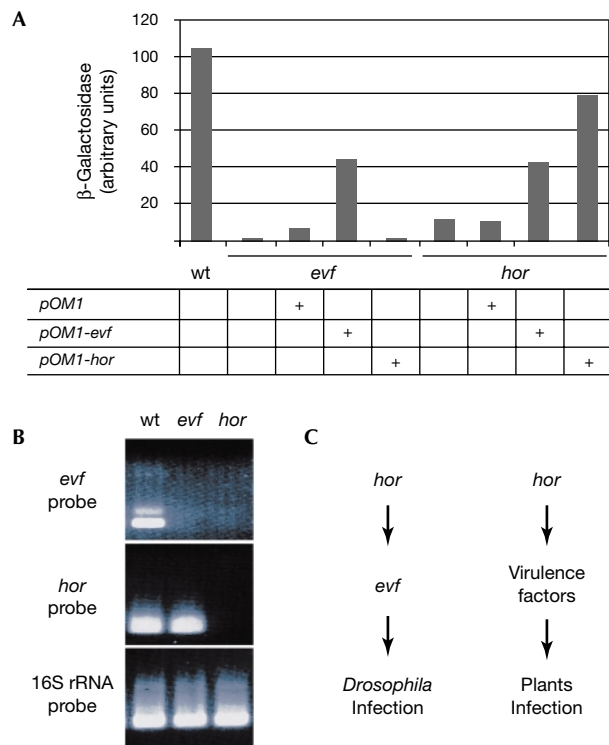 A
β-Galactosidase
(arbitrary units)
120
100
80
60
40
20
wt evf hor
pOM1 + +
pOM1-evf + +
pOM1-hor + +
B
wt evf hor
evf
probe
hor
probe
16S rRNA
probe
C
hor hor
evf Virulence
factors
Drosophila Plants
Infection Infection